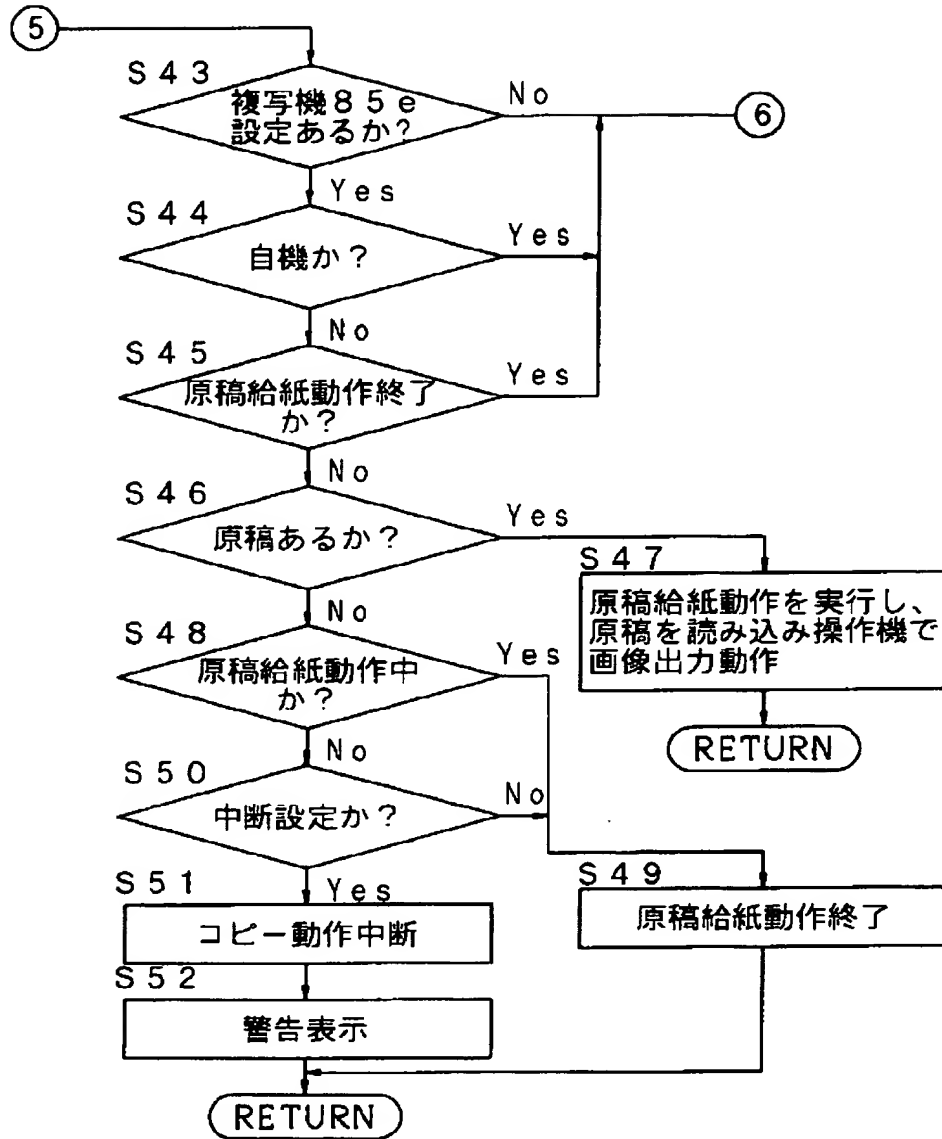 5
S43
複写機85e
設定あるか?
No
6
Yes
S44
自機か?
Yes
No
S45
原稿給紙動作終了
か?
Yes
No
S46
原稿あるか?
Yes
S47
原稿給紙動作を実行し、
原稿を読み込み操作機で
画像出力動作
RETURN
No
S48
原稿給紙動作中
か?
Yes
No
S50
中断設定か?
No
S49
原稿給紙動作終了
Yes
S51
コピー動作中断
S52
警告表示
RETURN